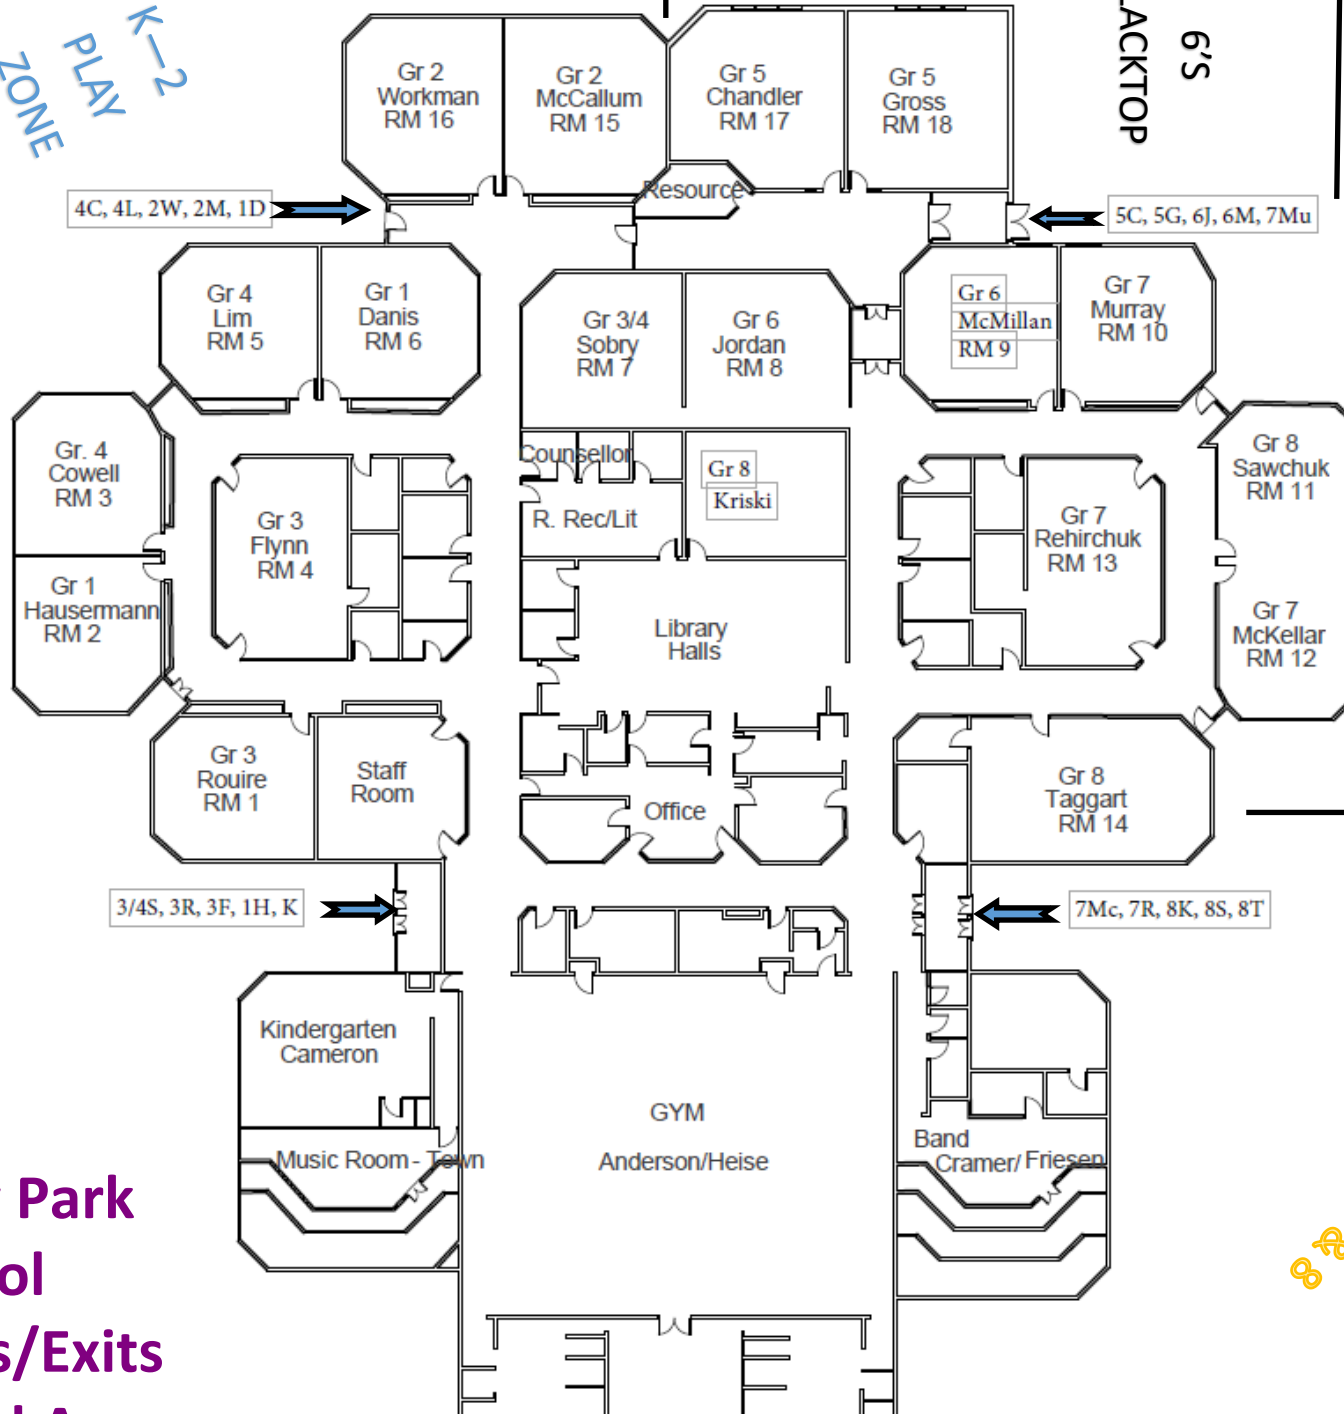 K—2
PLAY
ZONE
6'S
LACKTOP
Gr 2
Workman
RM 16
Gr 2
McCallum
RM 15
Gr 5
Chandler
RM 17
Gr 5
Gross
RM 18
Resource
4C, 4L, 2W, 2M, 1D
5C, 5G, 6J, 6M, 7Mu
Gr 4
Lim
RM 5
Gr 1
Danis
RM 6
Gr 3/4
Sobry
RM 7
Gr 6
Jordan
RM 8
Gr 6
McMillan
RM 9
Gr 7
Murray
RM 10
Gr. 4
Cowell
RM 3
Gr 3
Flynn
RM 4
Counsellor
R. Rec/Lit
Gr 8
Kriski
Gr 7
Rehirchuk
RM 13
Gr 8
Sawchuk
RM 11
Gr 1
Hausermann
RM 2
Library
Halls
Gr 7
McKellar
RM 12
Gr 3
Rouire
RM 1
Staff
Room
Office
Gr 8
Taggart
RM 14
3/4S, 3R, 3F, 1H, K
7Mc, 7R, 8K, 8S, 8T
Kindergarten
Cameron
Music Room - Town
GYM
Anderson/Heise
Band
Cramer/ Friesen
Park
ol
s/Exits
8